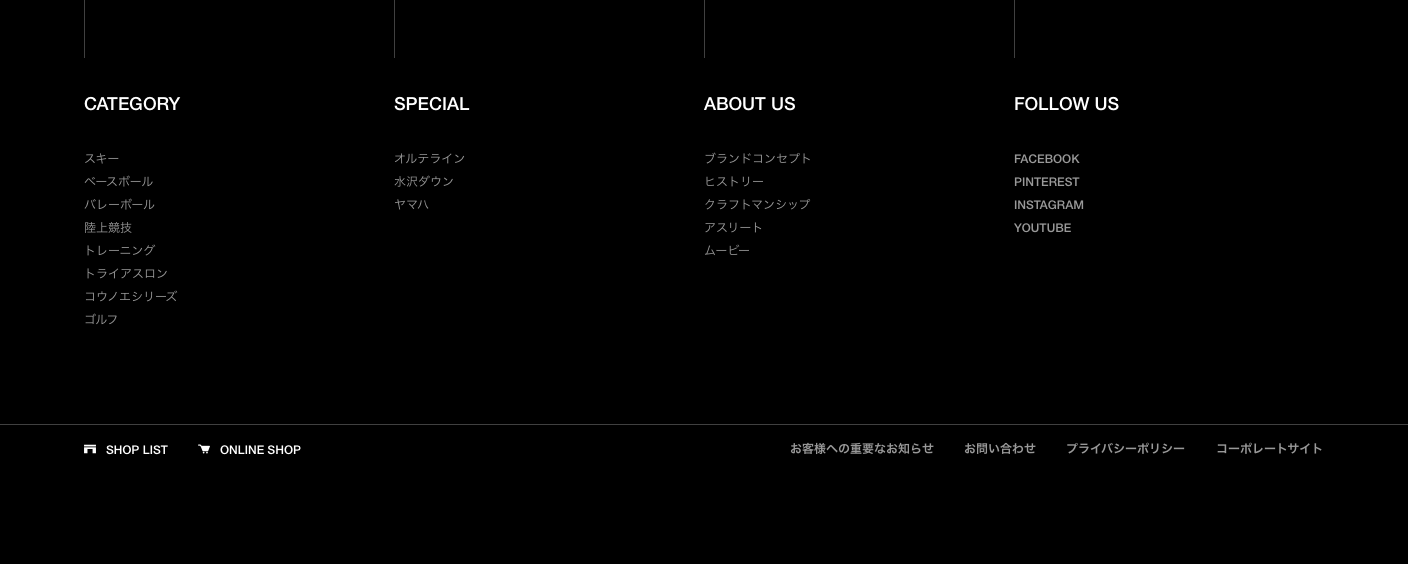 CATEGORY
スキー
ベースボール
バレーボール
陸上競技
トレーニング
トライアスロン
コウノエシリーズ
ゴルフ
SPECIAL
オルテライン
水沢ダウン
ヤマハ
ABOUT US
ブランドコンセプト
ヒストリー
クラフトマンシップ
アスリート
ムービー
FOLLOW US
FACEBOOK
PINTEREST
INSTAGRAM
YOUTUBE
SHOP LIST
ONLINE SHOP
お客様への重要なお知らせ
お問い合わせ
プライバシーポリシー
コーポレートサイト